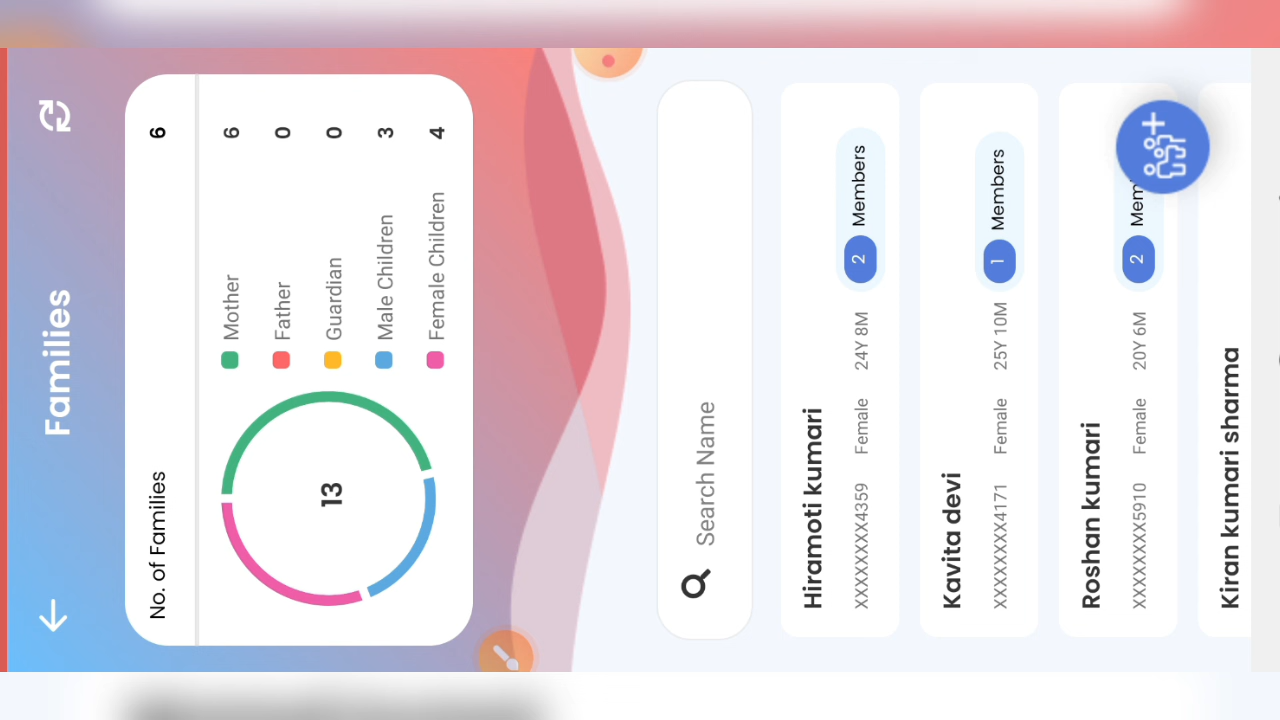 Families
No. of Families 6
13
Mother 6
Father 0
Guardian 0
Male Children 3
Female Children 4
Search Name
Hiramoti kumari
XXXXXXXX4359 Female 24Y 8M 2 Members
Kavita devi
XXXXXXXX4171 Female 25Y 10M 1 Members
Roshan kumari
XXXXXXXX5910 Female 20Y 6M 2 Mem
Kiran kumari sharma